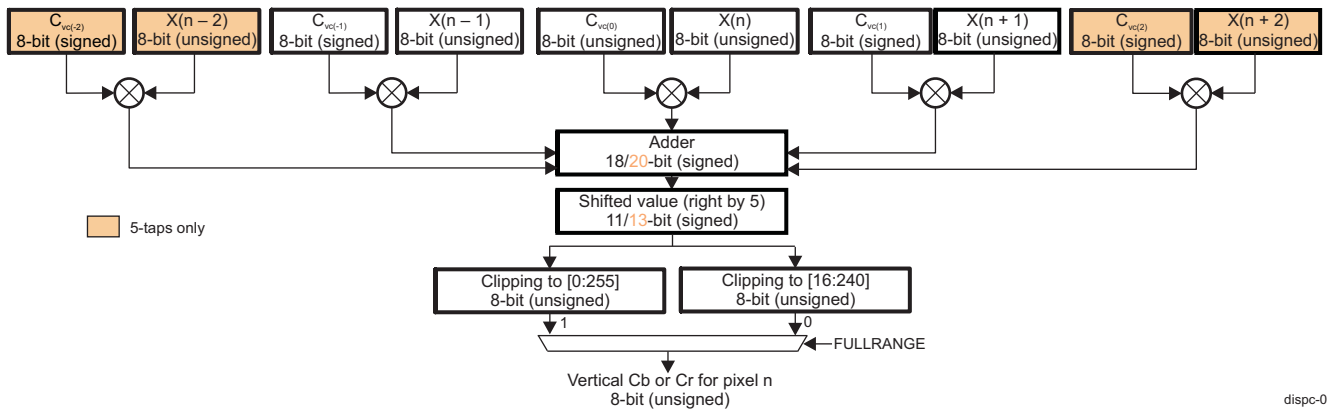 C vc(-2)
8-bit (signed)
X(n – 2)
8-bit (unsigned)
C vc(-1)
8-bit (signed)
X(n – 1)
8-bit (unsigned)
C vc(0)
8-bit (unsigned)
X(n)
8-bit (unsigned)
C vc(1)
8-bit (signed)
X(n + 1)
8-bit (unsigned)
C vc(2)
8-bit (signed)
X(n + 2)
8-bit (unsigned)
Adder
18/20-bit (signed)
Shifted value (right by 5)
11/13-bit (signed)
5-taps only
Clipping to [0:255]
8-bit (unsigned)
Clipping to [16:240]
8-bit (unsigned)
1
0
FULLRANGE
Vertical Cb or Cr for pixel n
8-bit (unsigned)
dispc-0